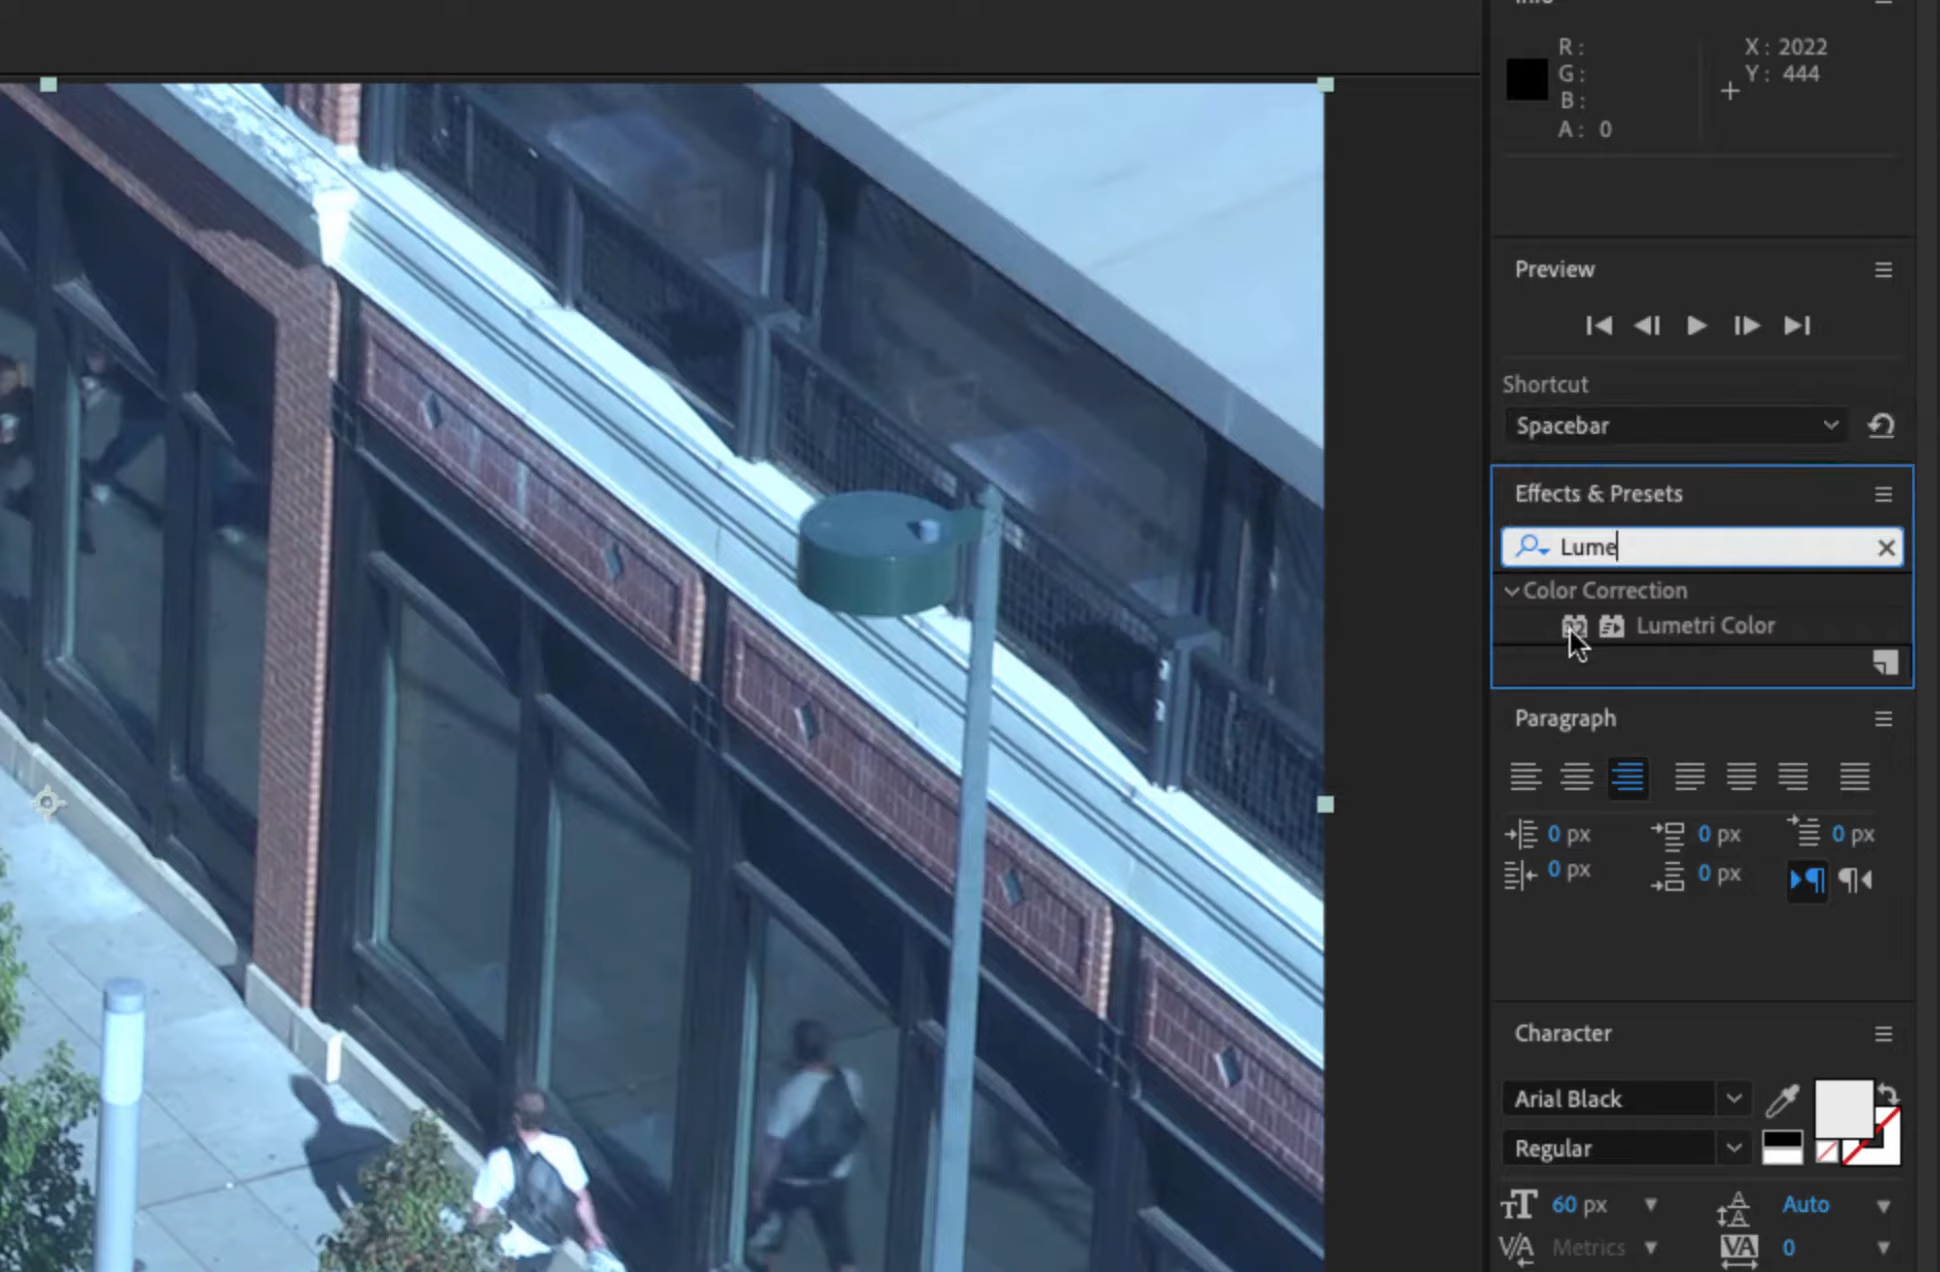 Info
R :
G :
B :
A : 0
X : 2022
Y : 444
Preview
Shortcut
Spacebar
Effects & Presets
Lume
Color Correction
Lumetri Color
Paragraph
0 px
0 px
0 px
0 px
0 px
Character
Arial Black
Regular
60 px
Auto
Metrics
0